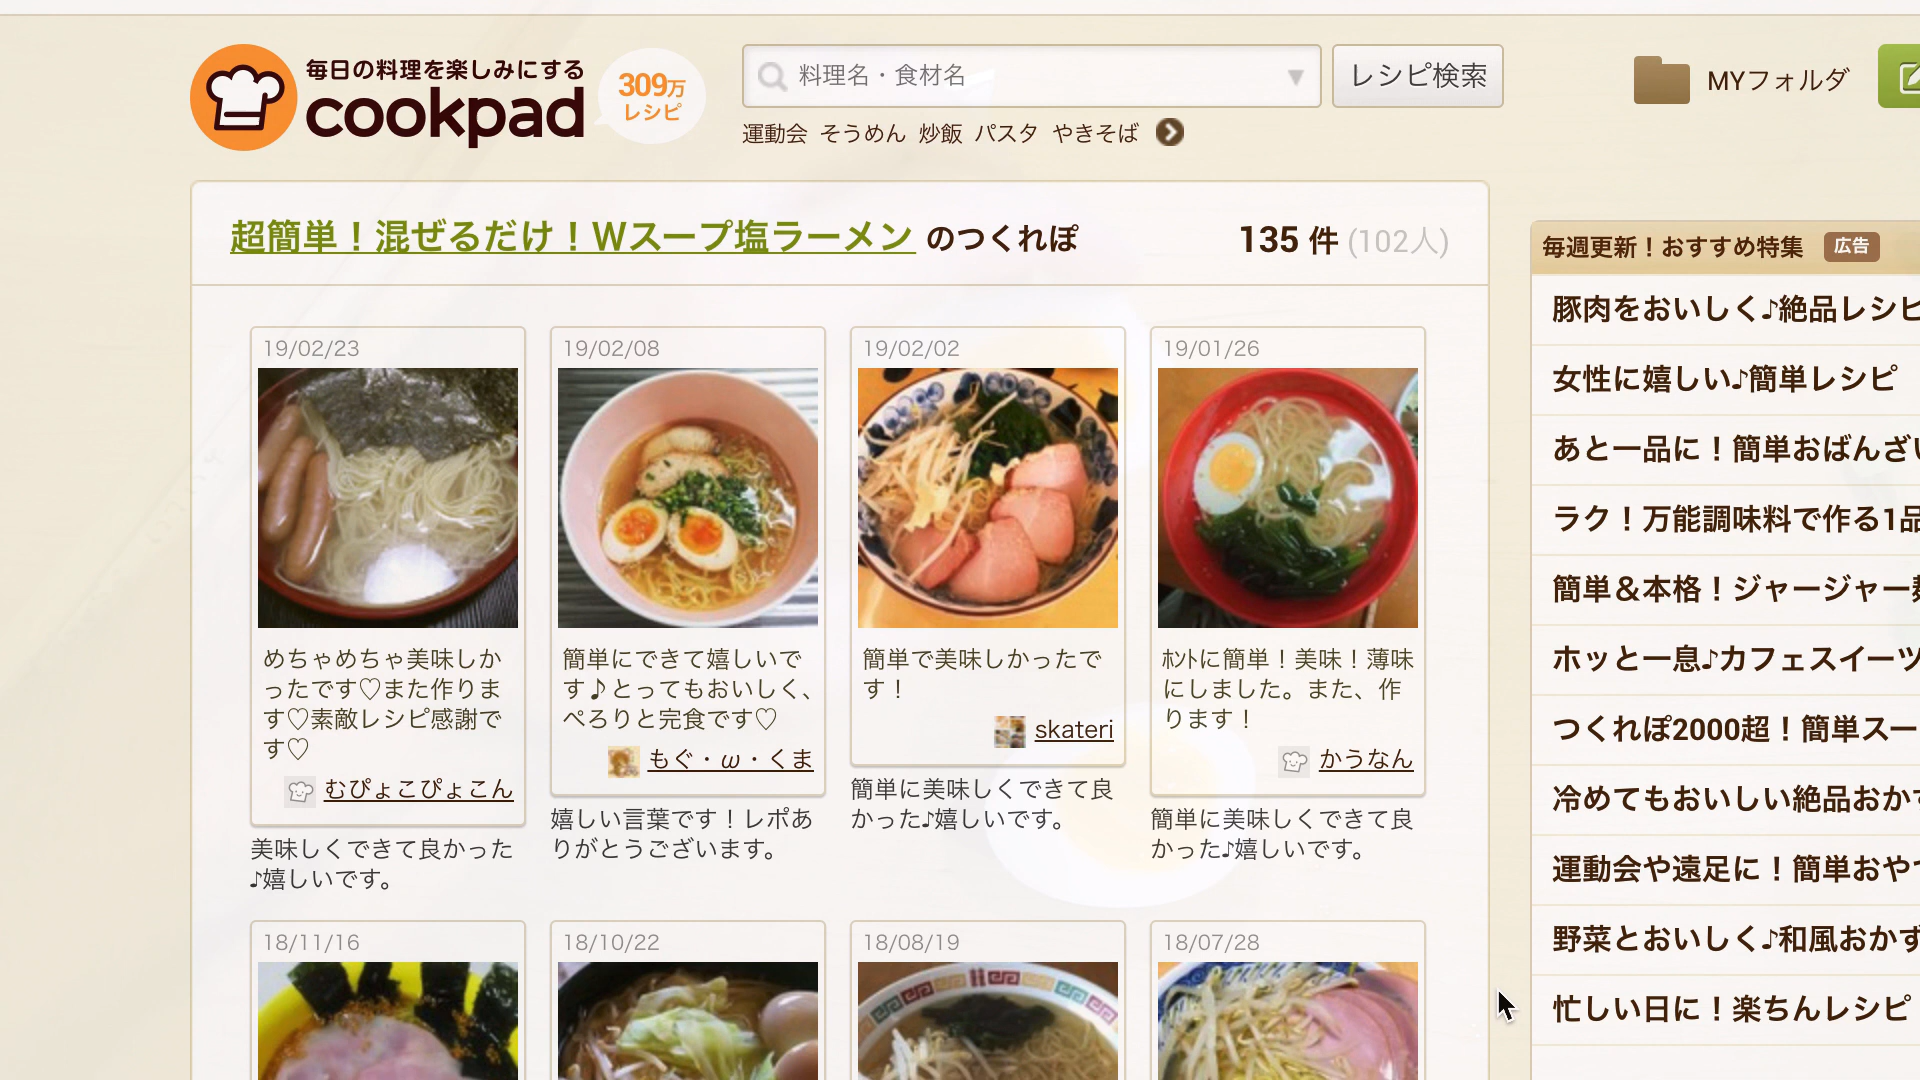 毎日の料理を楽しみにする
cookpad
309万
レシピ
料理名・食材名
レシピ検索
MYフォルダ
運動会 そうめん 炒飯 パスタ やきそば
超簡単！混ぜるだけ！Wスープ塩ラーメン のつくれぽ
135 件 (102人)
19/02/23
めちゃめちゃ美味しか
ったです♡また作りま
す♡素敵レシピ感謝で
す♡
むぴょこぴょこん
美味しくできて良かった
♪嬉しいです。
19/02/08
簡単にできて嬉しいで
す♪とってもおいしく、
ぺろりと完食です♡
もぐ・ω・くま
嬉しい言葉です！レポあ
りがとうございます。
19/02/02
簡単で美味しかったで
す！
skateri
簡単に美味しくできて良
かった♪嬉しいです。
19/01/26
ﾎﾝﾄに簡単！美味！薄味
にしました。また、作
ります！
かうなん
簡単に美味しくできて良
かった♪嬉しいです。
18/11/16
18/10/22
18/08/19
18/07/28
毎週更新！おすすめ特集 広告
豚肉をおいしく♪絶品レシピ
女性に嬉しい♪簡単レシピ
あと一品に！簡単おばんざい
ラク！万能調味料で作る1品
簡単＆本格！ジャージャー麺
ホッと一息♪カフェスイーツ
つくれぽ2000超！簡単スー
冷めてもおいしい絶品おかず
運動会や遠足に！簡単おやつ
野菜とおいしく♪和風おかず
忙しい日に！楽ちんレシピ